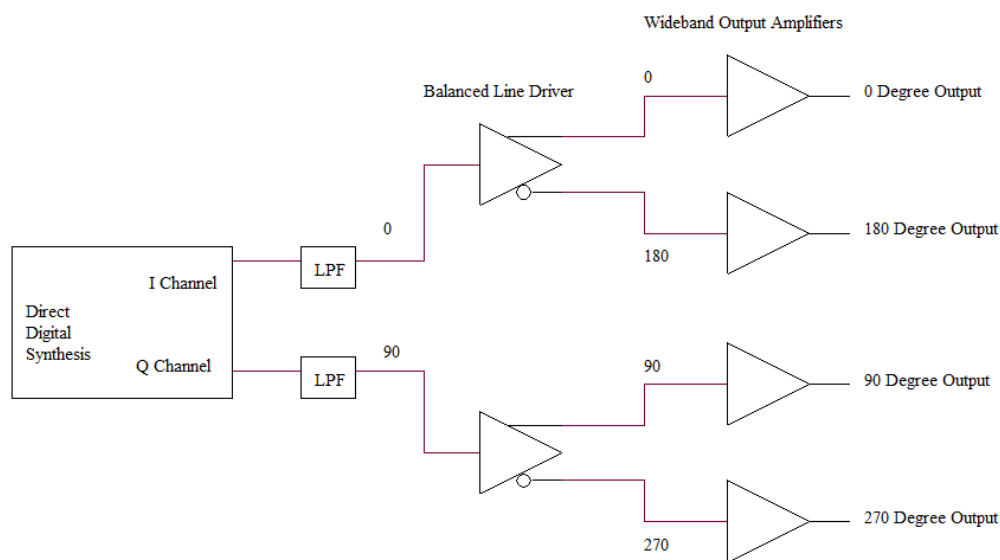 Wideband Output Amplifiers
0
0 Degree Output
Balanced Line Driver
180 Degree Output
0
180
LPF
I Channel
Direct
Digital
Synthesis
Q Channel
90
LPF
90
90 Degree Output
270 Degree Output
270